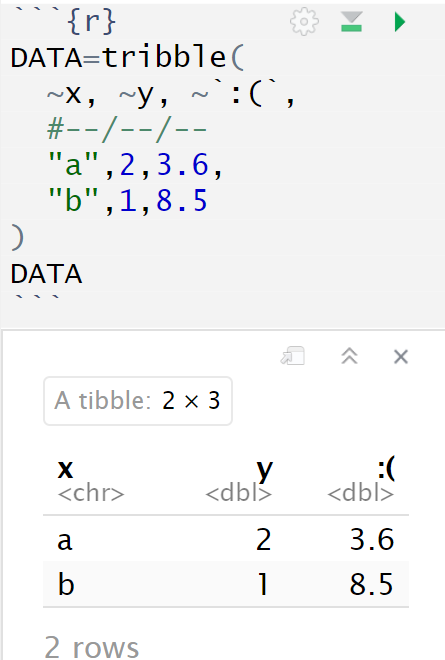 ```{r}
DATA=tribble(
  ~x, ~y, ~`:(`,
  #--/--/--
  "a",2,3.6,
  "b",1,8.5
)
DATA
```
A tibble: 2 × 3
x y :(
<chr> <dbl> <dbl>
a 2 3.6
b 1 8.5
2 rows